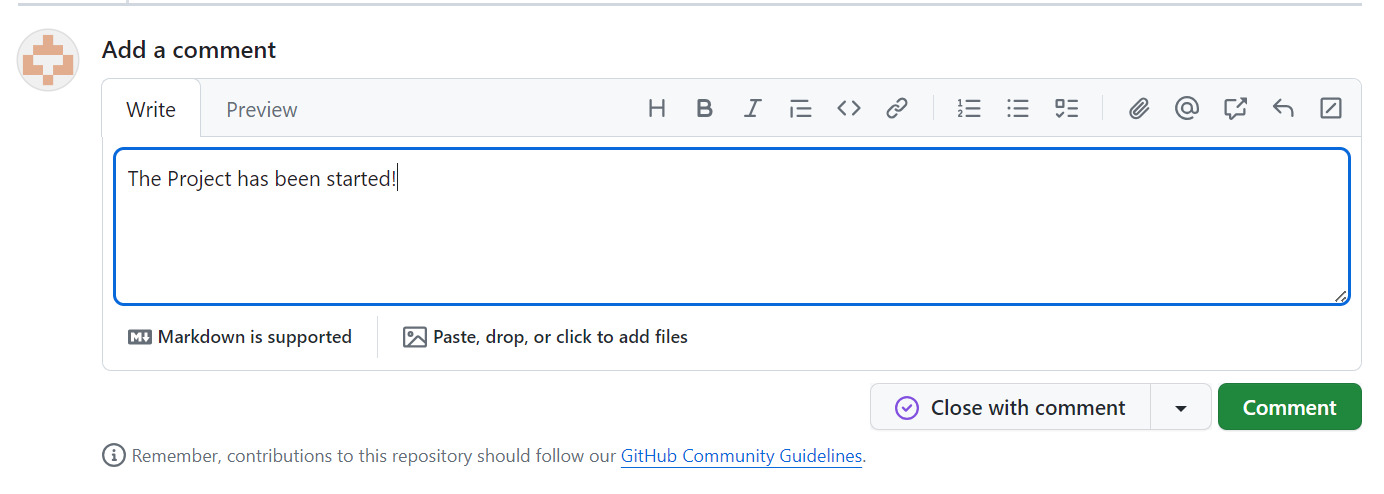 Add a comment
Write Preview
The Project has been started!
Markdown is supported Paste, drop, or click to add files
Close with comment Comment
Remember, contributions to this repository should follow our GitHub Community Guidelines.